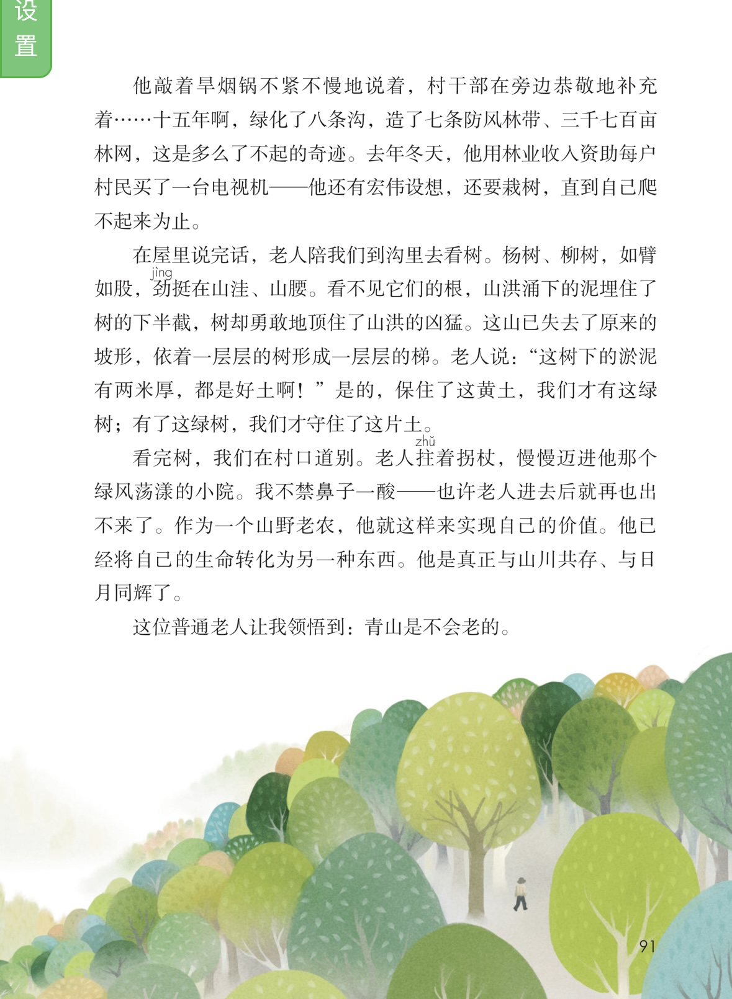 设
置
他敲着旱烟锅不紧不慢地说着，村干部在旁边恭敬地补充
着……十五年啊，绿化了八条沟，造了七条防风林带、三千七百亩
林网，这是多么了不起的奇迹。去年冬天，他用林业收入资助每户
村民买了一台电视机——他还有宏伟设想，还要栽树，直到自己爬
不起来为止。
在屋里说完话，老人陪我们到沟里去看树。杨树、柳树，如臂
jìng
如股，劲挺在山洼、山腰。看不见它们的根，山洪涌下的泥埋住了
树的下半截，树却勇敢地顶住了山洪的凶猛。这山已失去了原来的
坡形，依着一层层的树形成一层层的梯。老人说：“这树下的淤泥
有两米厚，都是好土啊！”是的，保住了这黄土，我们才有这绿
树；有了这绿树，我们才守住了这片土。
zhǔ
看完树，我们在村口道别。老人拄着拐杖，慢慢迈进他那个
绿风荡漾的小院。我不禁鼻子一酸——也许老人进去后就再也出
不来了。作为一个山野老农，他就这样来实现自己的价值。他已
经将自己的生命转化为另一种东西。他是真正与山川共存、与日
月同辉了。
这位普通老人让我领悟到：青山是不会老的。
91